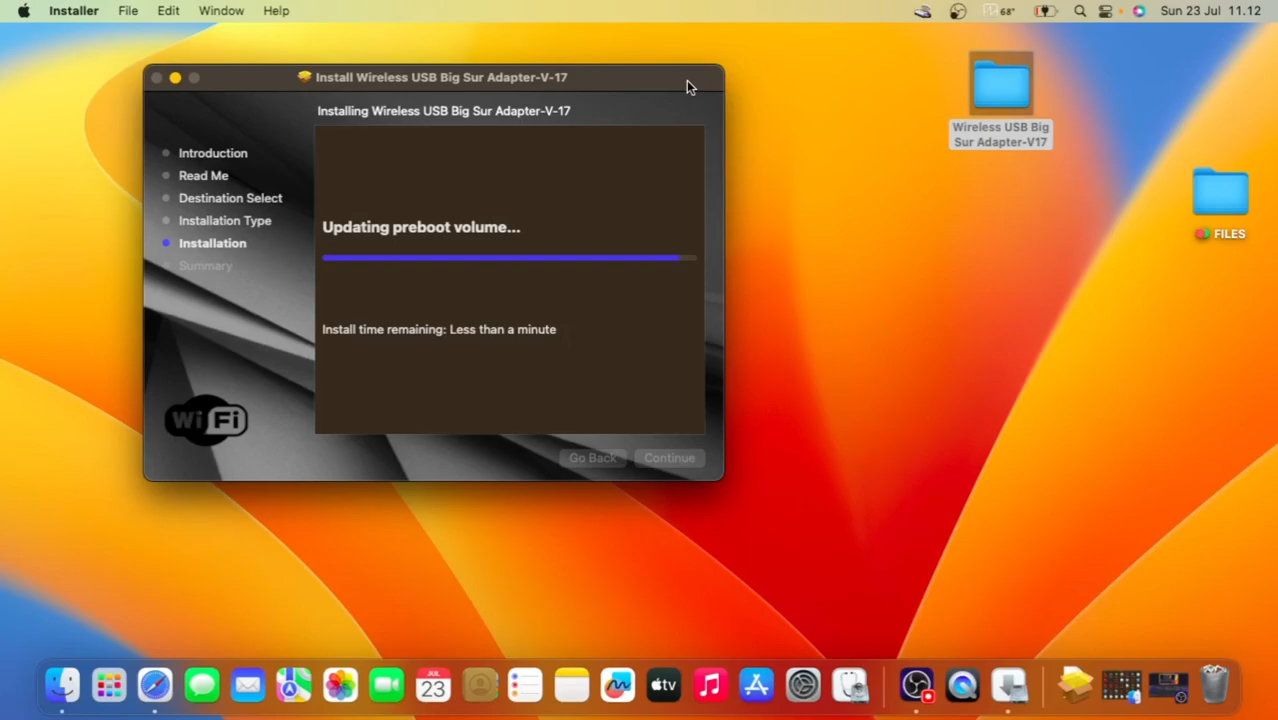 Installer File Edit Window Help 68° Sun 23 Jul 11.12
Install Wireless USB Big Sur Adapter-V-17
Installing Wireless USB Big Sur Adapter-V-17
Introduction
Read Me
Destination Select
Installation Type
Installation
Summary
Updating preboot volume...
Install time remaining: Less than a minute
WiFi
Go Back Continue
Wireless USB Big
Sur Adapter-V17
FILES
JUL
23
tv